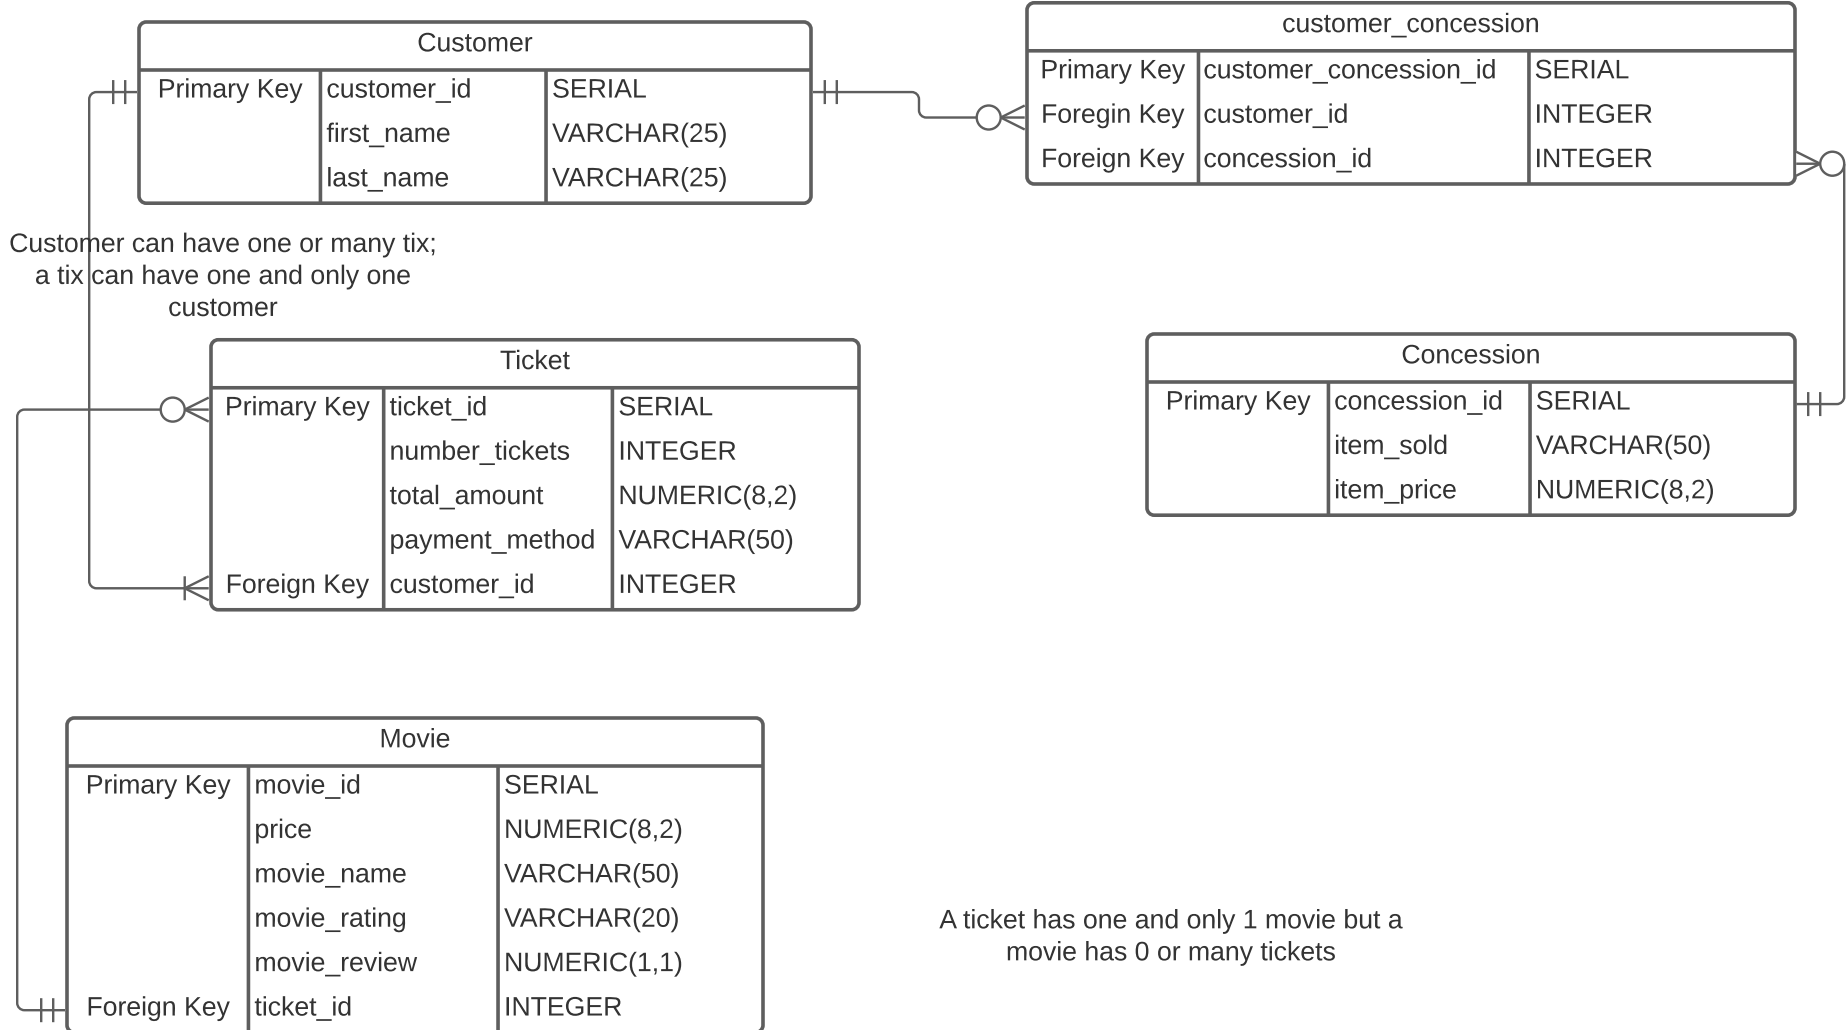 Customer
Primary Key customer_id SERIAL
first_name VARCHAR(25)
last_name VARCHAR(25)
customer_concession
Primary Key customer_concession_id SERIAL
Foregin Key customer_id INTEGER
Foreign Key concession_id INTEGER
Customer can have one or many tix;
a tix can have one and only one
customer
Ticket
Primary Key ticket_id SERIAL
number_tickets INTEGER
total_amount NUMERIC(8,2)
payment_method VARCHAR(50)
Foreign Key customer_id INTEGER
Concession
Primary Key concession_id SERIAL
item_sold VARCHAR(50)
item_price NUMERIC(8,2)
Movie
Primary Key movie_id SERIAL
price NUMERIC(8,2)
movie_name VARCHAR(50)
movie_rating VARCHAR(20)
movie_review NUMERIC(1,1)
Foreign Key ticket_id INTEGER
A ticket has one and only 1 movie but a
movie has 0 or many tickets